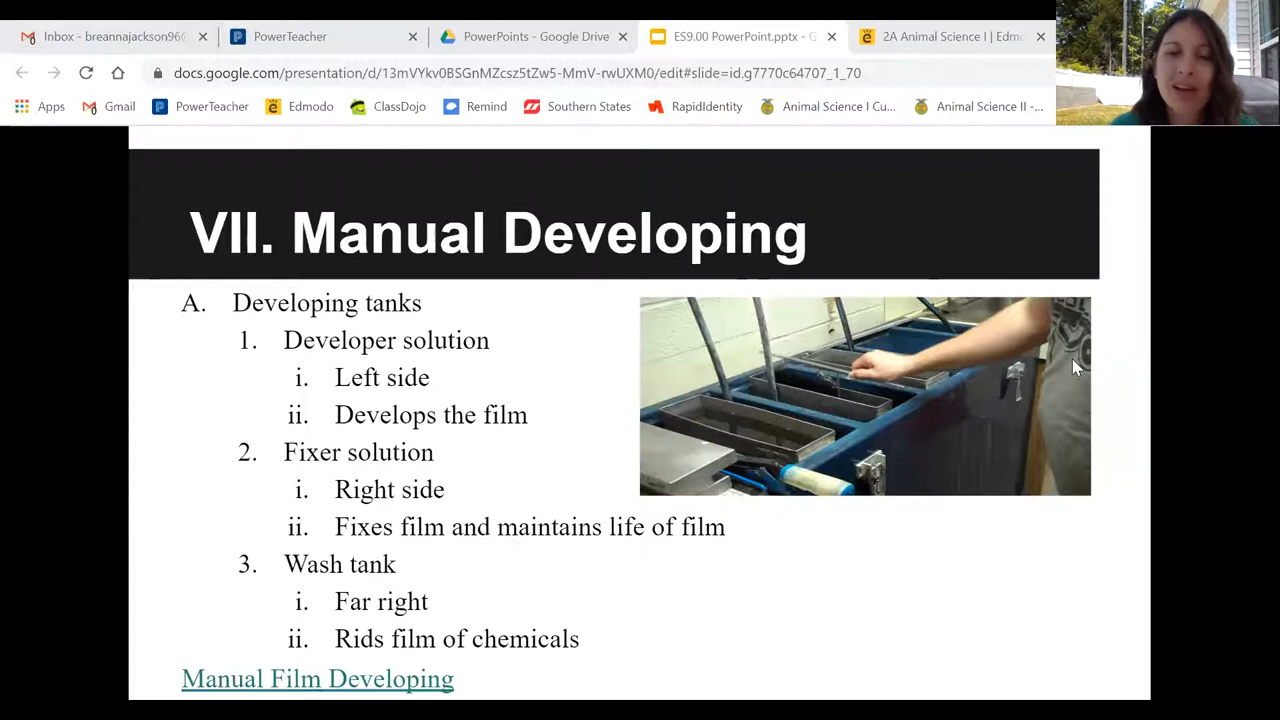 Inbox - breannajackson96(
PowerTeacher
PowerPoints - Google Drive
ES9.00 PowerPoint.pptx - G
2A Animal Science I | Edmo
docs.google.com/presentation/d/13mVYkv0BSGnMZcsz5tZw5-MmV-rwUXM0/edit#slide=id.g7770c64707_1_70
Apps
Gmail
PowerTeacher
Edmodo
ClassDojo
Remind
Southern States
RapidIdentity
Animal Science I Cu...
Animal Science II -...
VII. Manual Developing
A. Developing tanks
1. Developer solution
i. Left side
ii. Develops the film
2. Fixer solution
i. Right side
ii. Fixes film and maintains life of film
3. Wash tank
i. Far right
ii. Rids film of chemicals
Manual Film Developing